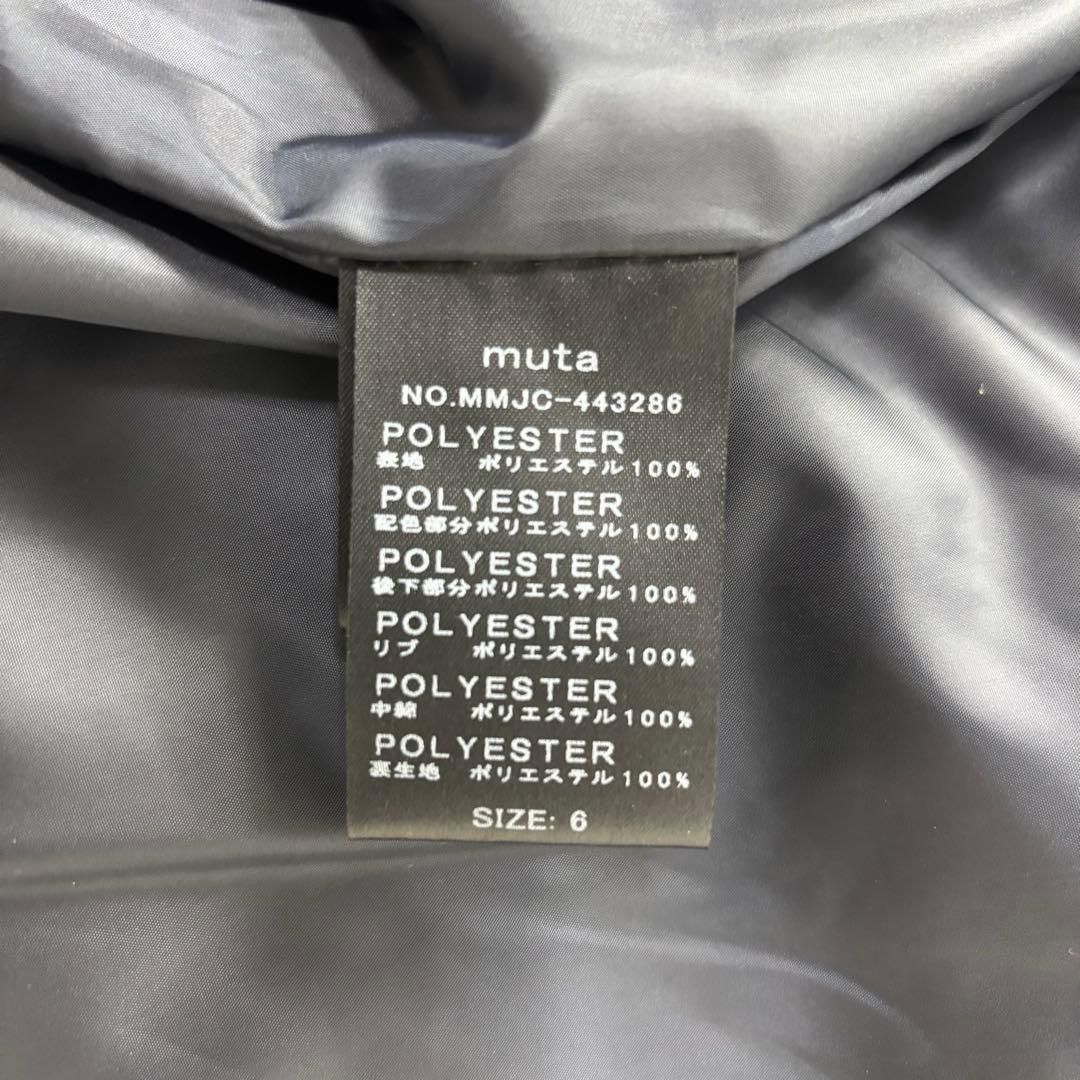 muta
NO.MMJC-443286
POLYESTER
表地 ポリエステル100%
POLYESTER
配色部分ポリエステル100%
POLYESTER
後下部分ポリエステル100%
POLYESTER
リブ ポリエステル100%
POLYESTER
中綿 ポリエステル100%
POLYESTER
裏生地 ポリエステル100%
SIZE: 6